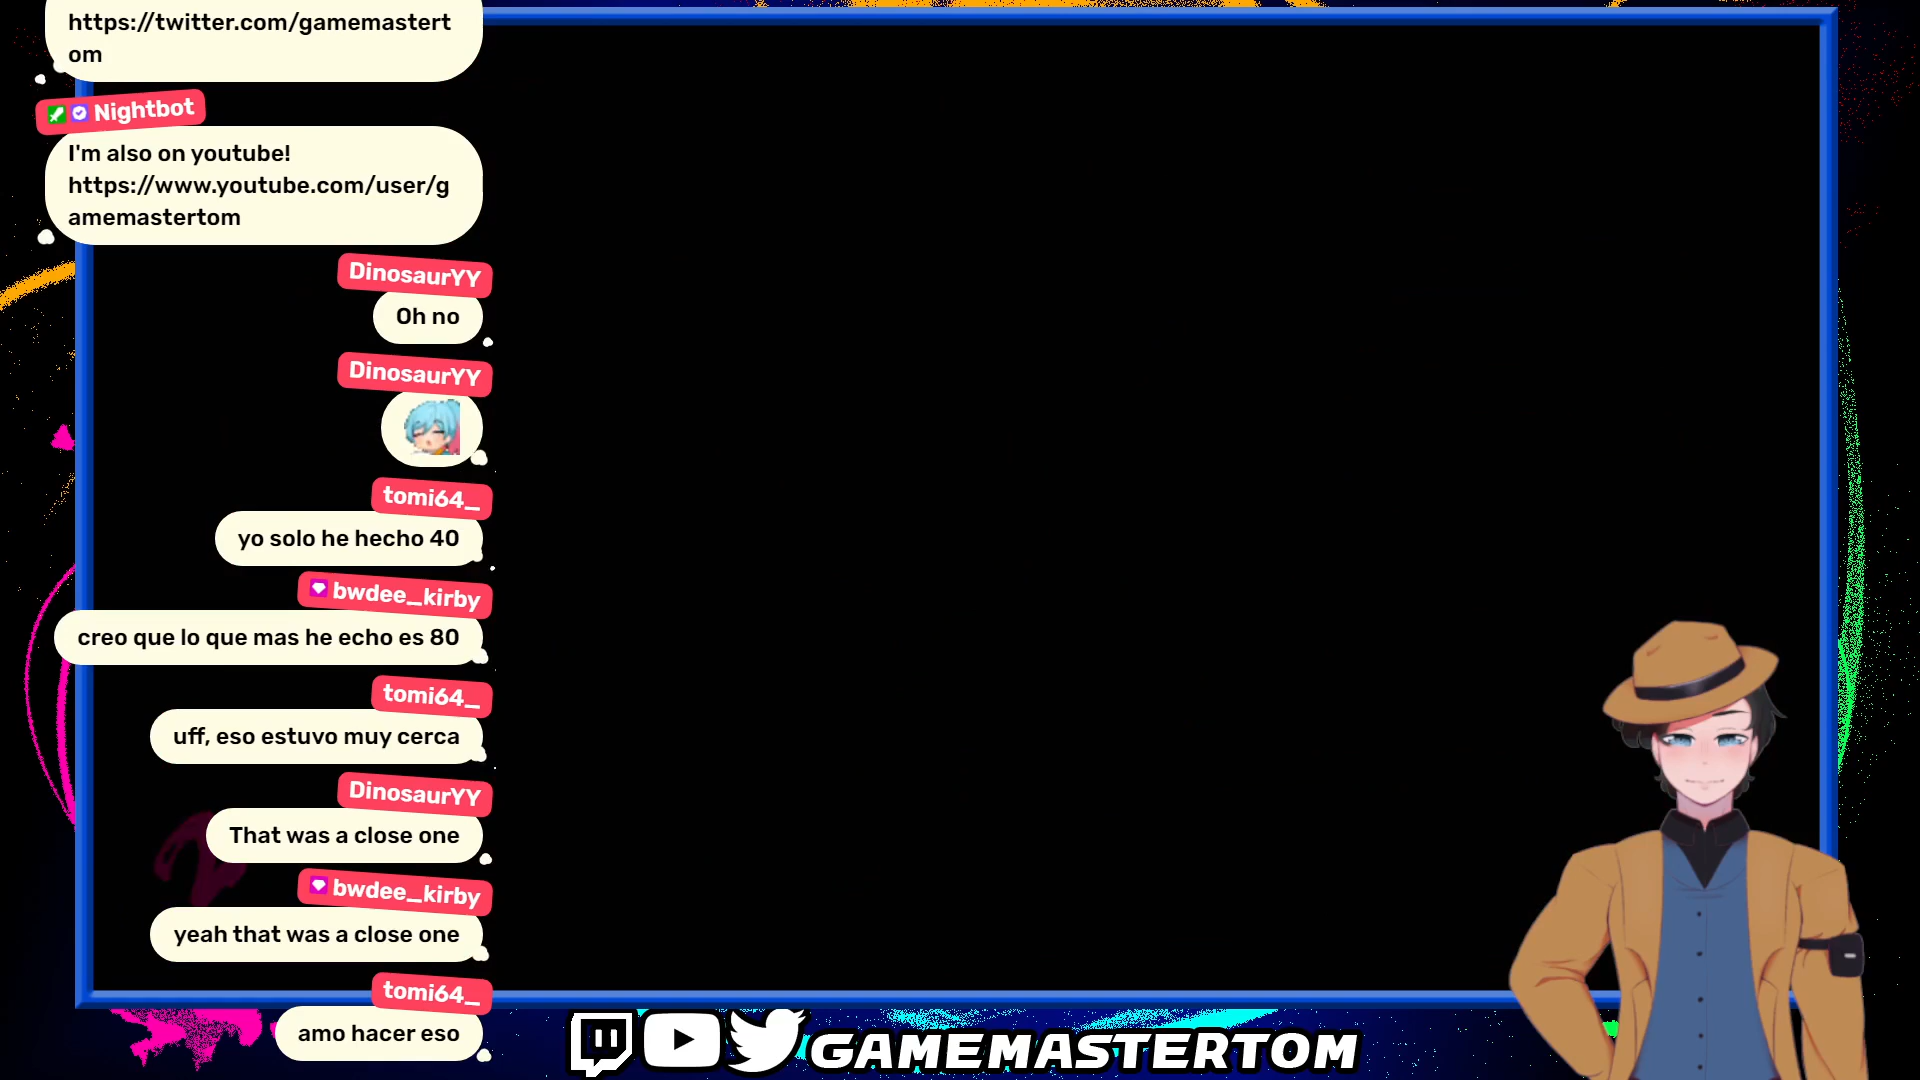 https://twitter.com/gamemastert
om
Nightbot
I'm also on youtube!
https://www.youtube.com/user/g
amemastertom
DinosaurYY
Oh no
DinosaurYY
tomi64_
yo solo he hecho 40
bwdee_kirby
creo que lo que mas he echo es 80
tomi64_
uff, eso estuvo muy cerca
DinosaurYY
That was a close one
bwdee_kirby
yeah that was a close one
tomi64_
amo hacer eso
GAMEMASTERTOM